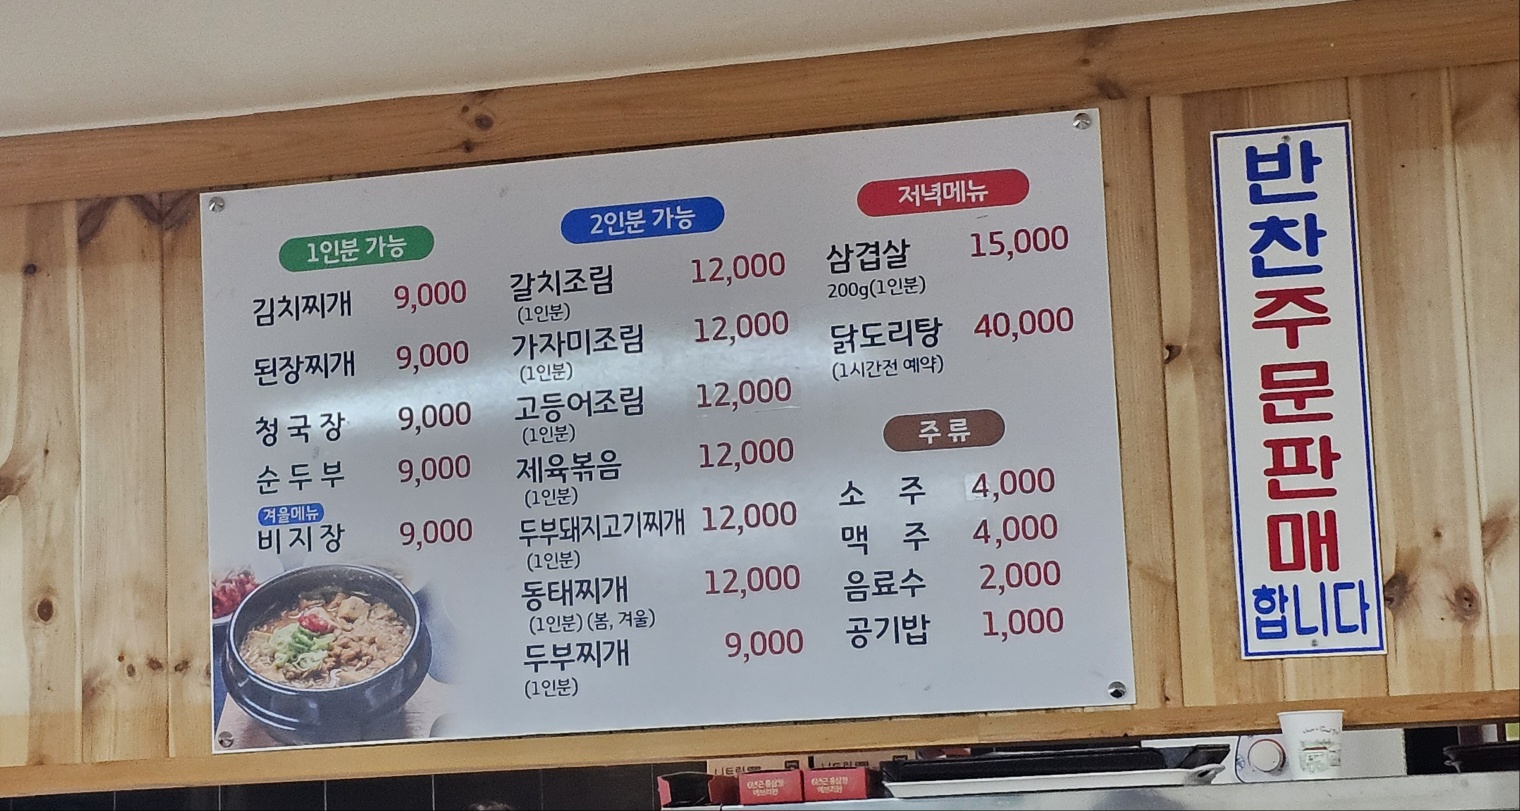 1인분 가능
김치찌개 9,000
된장찌개 9,000
청국장 9,000
순두부 9,000
겨울메뉴
비지장 9,000
2인분 가능
갈치조림 12,000
(1인분)
가자미조림 12,000
(1인분)
고등어조림 12,000
(1인분)
제육볶음 12,000
(1인분)
두부돼지고기찌개 12,000
(1인분)
동태찌개 12,000
(1인분) (봄, 겨울)
두부찌개 9,000
(1인분)
저녁메뉴
삼겹살 15,000
200g(1인분)
닭도리탕 40,000
(1시간전 예약)
주류
소주 4,000
맥주 4,000
음료수 2,000
공기밥 1,000
반찬주문판매
합니다